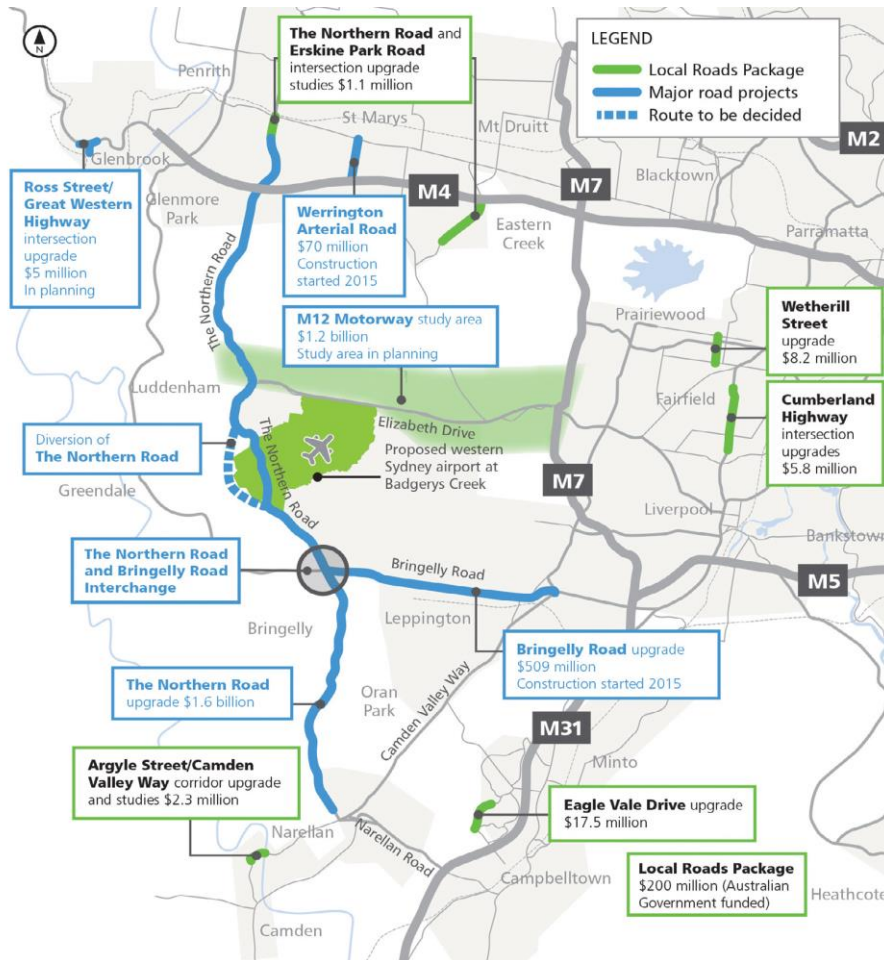 N
The Northern Road and
Erskine Park Road
intersection upgrade
studies $1.1 million
LEGEND
Local Roads Package
Major road projects
Route to be decided
Penrith
St Marys
Mt Druitt
M2
Glenbrook
Blacktown
Ross Street/
Great Western
Highway
intersection
upgrade
$5 million
In planning
Glenmore
Park
M4
M7
Werrington
Arterial Road
$70 million
Construction
started 2015
Eastern
Creek
Parramatta
The Northern Road
M12 Motorway study area
$1.2 billion
Study area in planning
Prairiewood
Wetherill
Street
upgrade
$8.2 million
Luddenham
Fairfield
Cumberland
Highway
intersection
upgrades
$5.8 million
Elizabeth Drive
Diversion of
The Northern Road
The Northern Road
Proposed western
Sydney airport at
Badgerys Creek
Greendale
M7
Liverpool
Bankstown
The Northern Road
and Bringelly Road
Interchange
Bringelly Road
M5
Leppington
Bringelly
Bringelly Road upgrade
$509 million
Construction started 2015
The Northern Road
upgrade $1.6 billion
Oran
Park
Camden Valley Way
M31
Argyle Street/Camden
Valley Way corridor upgrade
and studies $2.3 million
Minto
Eagle Vale Drive upgrade
$17.5 million
Narellan
Narellan Road
Campbelltown
Local Roads Package
$200 million (Australian
Government funded)
Heathcote
Camden